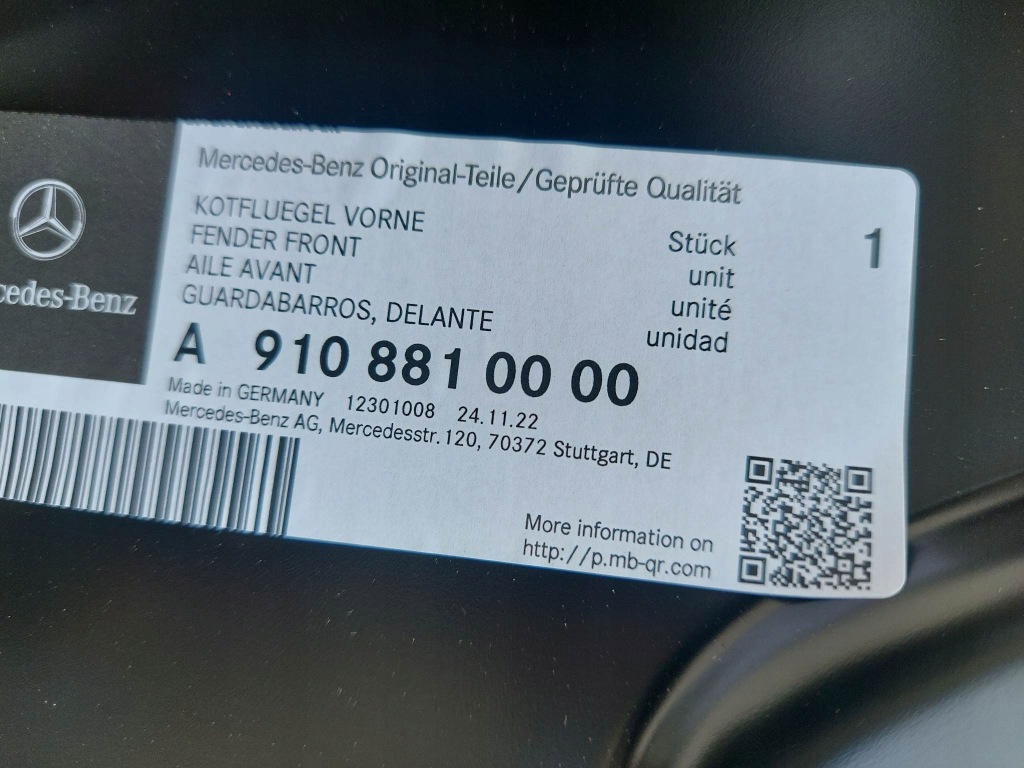 Mercedes-Benz Original-Teile/Geprüfte Qualität
KOTFLUEGEL VORNE
FENDER FRONT
AILE AVANT
GUARDABARROS, DELANTE
Stück
unit
unité
unidad
1
cedes-Benz
A 910 881 00 00
Made in GERMANY 12301008 24.11.22
Mercedes-Benz AG, Mercedesstr. 120, 70372 Stuttgart, DE
More information on
http://p.mb-qr.com